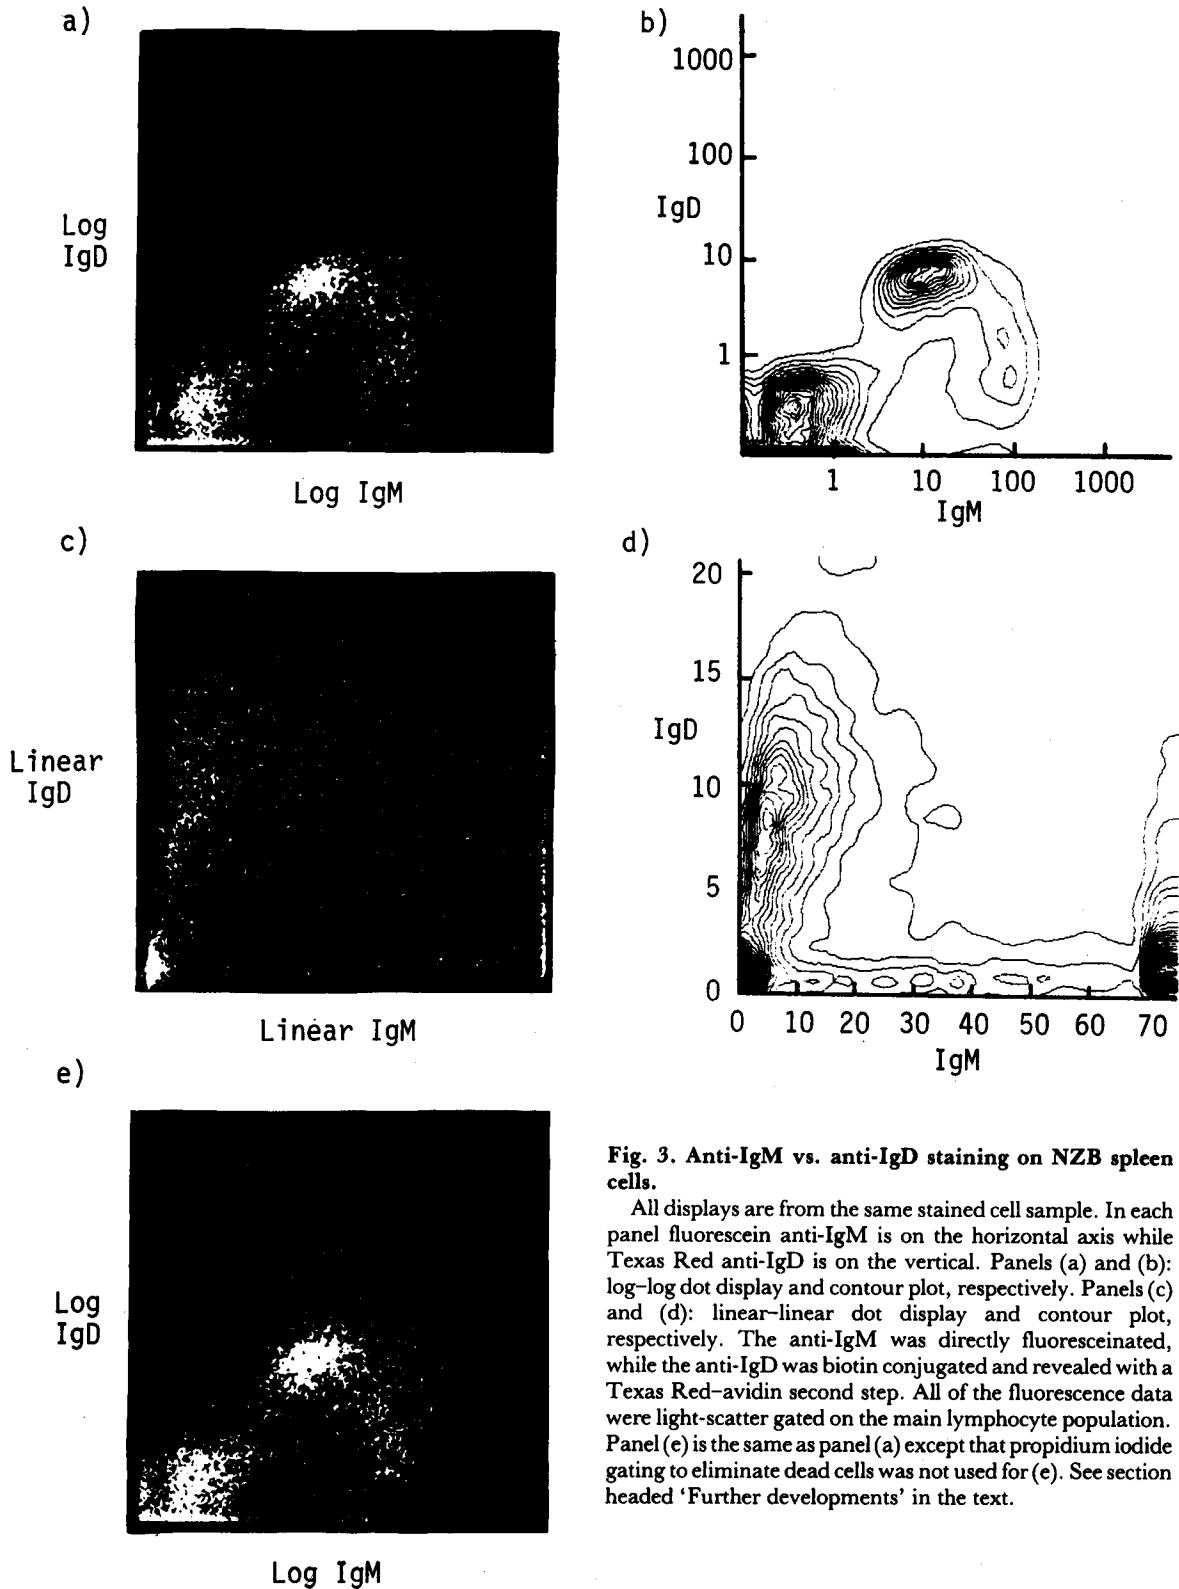 a)
Log
IgD
Log IgM
b)
1000
100
IgD
10
1
1 10 100 1000
IgM
c)
Linear
IgD
Linear IgM
d)
20
15
IgD
10
5
0
0 10 20 30 40 50 60 70
IgM
e)
Log
IgD
Log IgM
Fig. 3. Anti-IgM vs. anti-IgD staining on NZB spleen
cells.
All displays are from the same stained cell sample. In each
panel fluorescein anti-IgM is on the horizontal axis while
Texas Red anti-IgD is on the vertical. Panels (a) and (b):
log–log dot display and contour plot, respectively. Panels (c)
and (d): linear–linear dot display and contour plot,
respectively. The anti-IgM was directly fluoresceinated,
while the anti-IgD was biotin conjugated and revealed with a
Texas Red–avidin second step. All of the fluorescence data
were light-scatter gated on the main lymphocyte population.
Panel (e) is the same as panel (a) except that propidium iodide
gating to eliminate dead cells was not used for (e). See section
headed 'Further developments' in the text.